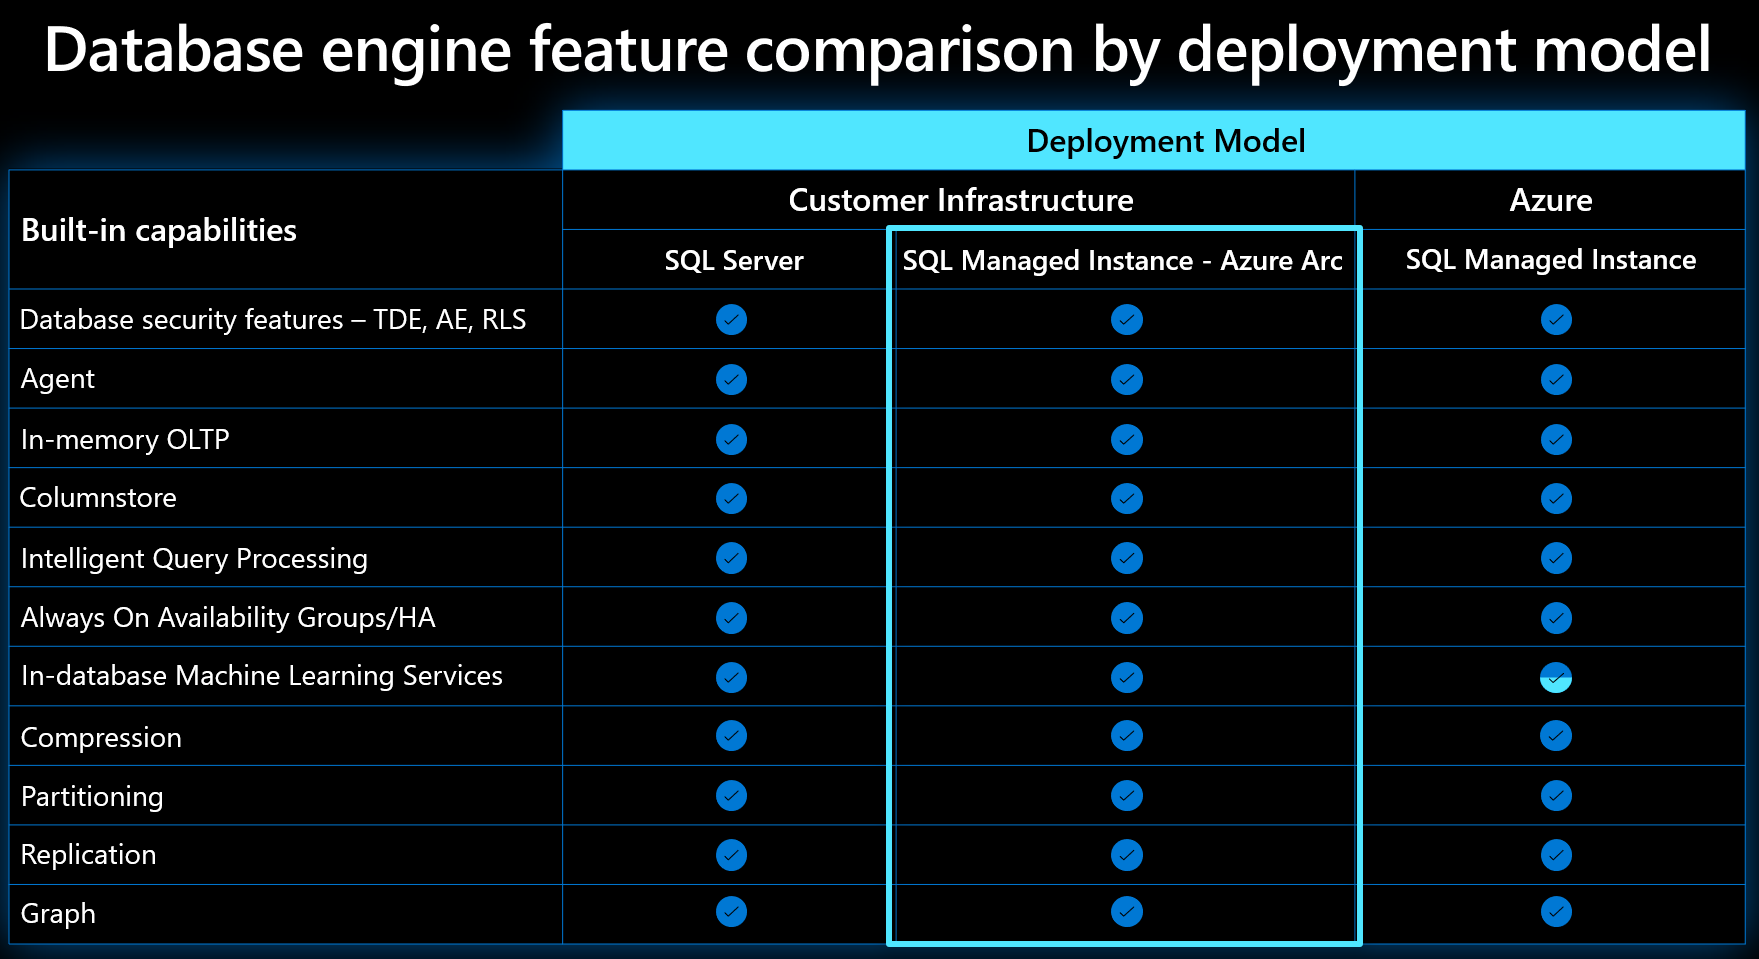 Database engine feature comparison by deployment model
Deployment Model
Built-in capabilities
Customer Infrastructure
Azure
SQL Server
SQL Managed Instance - Azure Arc
SQL Managed Instance
Database security features – TDE, AE, RLS
Agent
In-memory OLTP
Columnstore
Intelligent Query Processing
Always On Availability Groups/HA
In-database Machine Learning Services
Compression
Partitioning
Replication
Graph